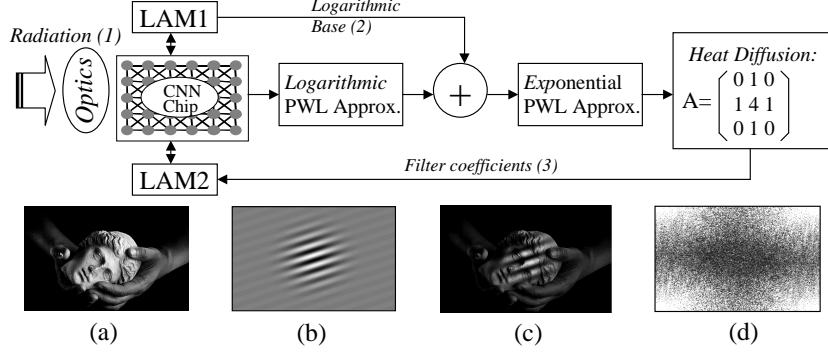 LAM1
Logarithmic
Base (2)
Radiation (1)
Optics
CNN
Chip
Logarithmic
PWL Approx.
+
Exponential
PWL Approx.
Heat Diffusion:
A=
0 1 0
1 4 1
0 1 0
LAM2
Filter coefficients (3)
(a) (b) (c) (d)